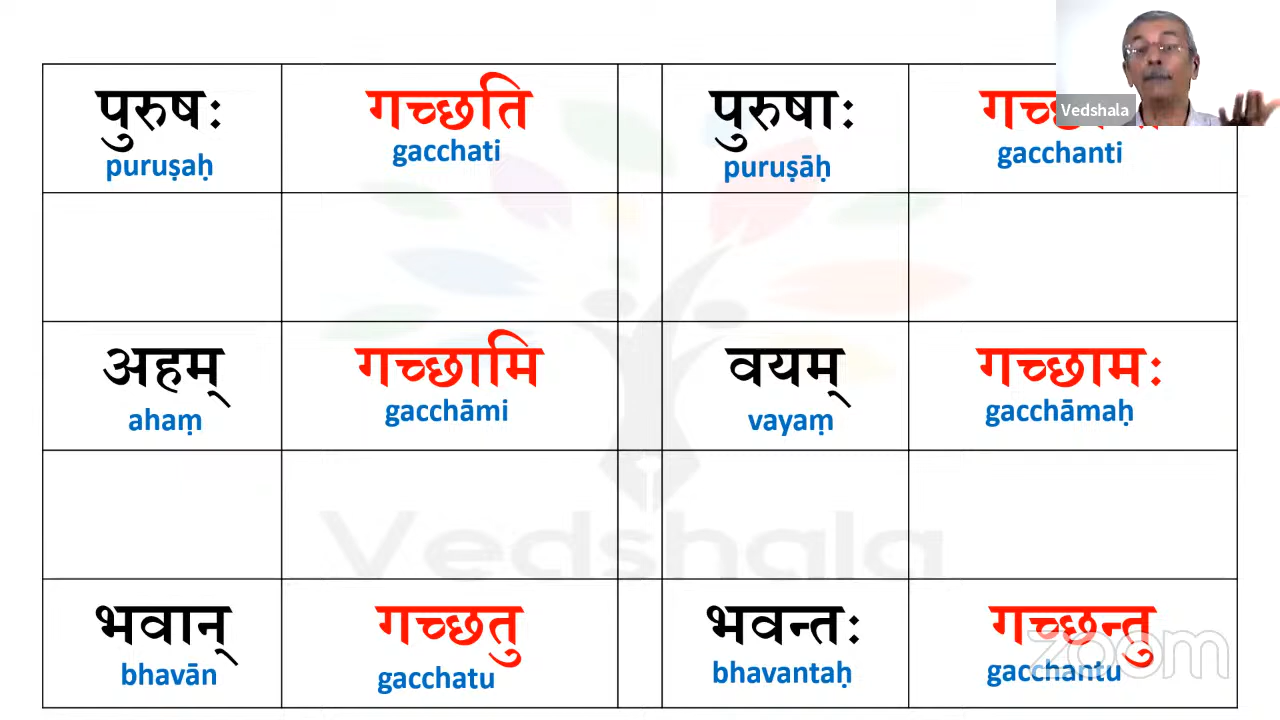 पुरुषः गच्छति पुरुषाः
puruṣaḥ gacchati puruṣāḥ gacchanti
Vedshala
अहम् गच्छामि वयम् गच्छामः
ahaṃ gacchāmi vayaṃ gacchāmaḥ
Vedshala
भवान् गच्छतु भवन्तः गच्छन्तु
bhavān gacchatu bhavantaḥ gacchantu
zoom